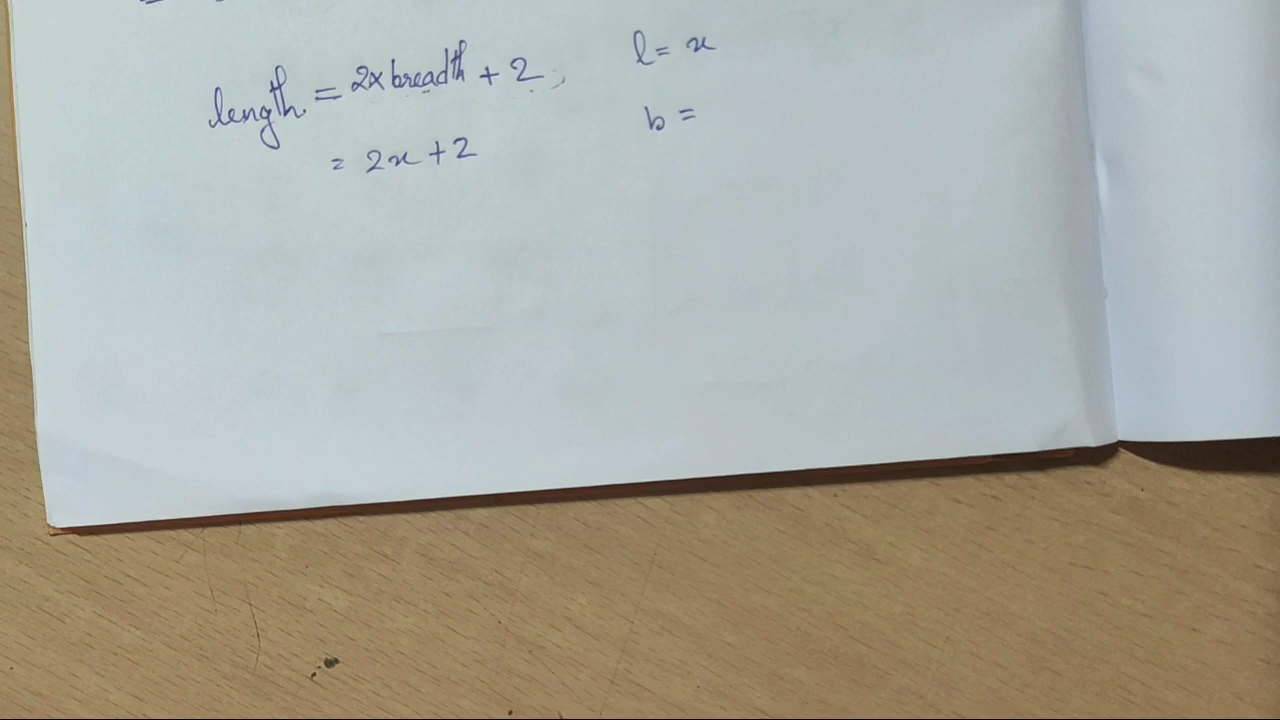 length = 2x breadth + 2,
= 2x + 2
l = x
b =